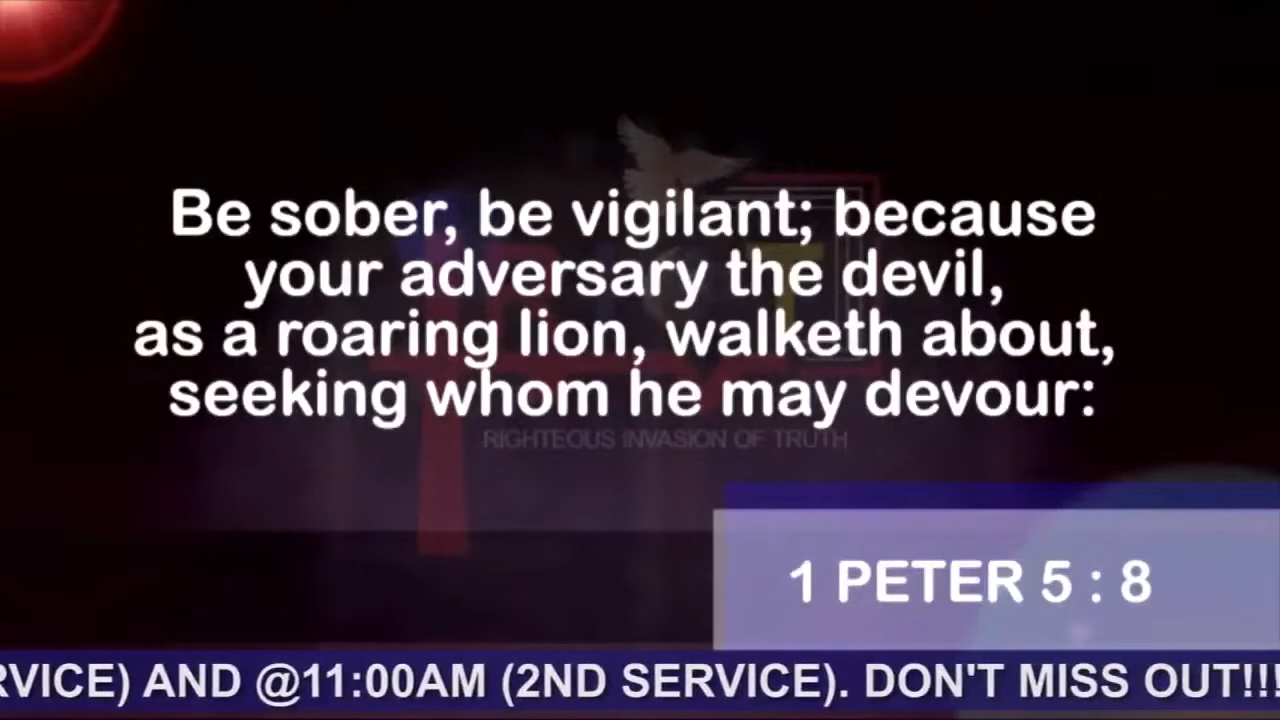 Be sober, be vigilant; because
your adversary the devil,
as a roaring lion, walketh about,
seeking whom he may devour:
RIGHTEOUS INVASION OF TRUTH
1 PETER 5 : 8
RVICE) AND @11:00AM (2ND SERVICE). DON'T MISS OUT!!!